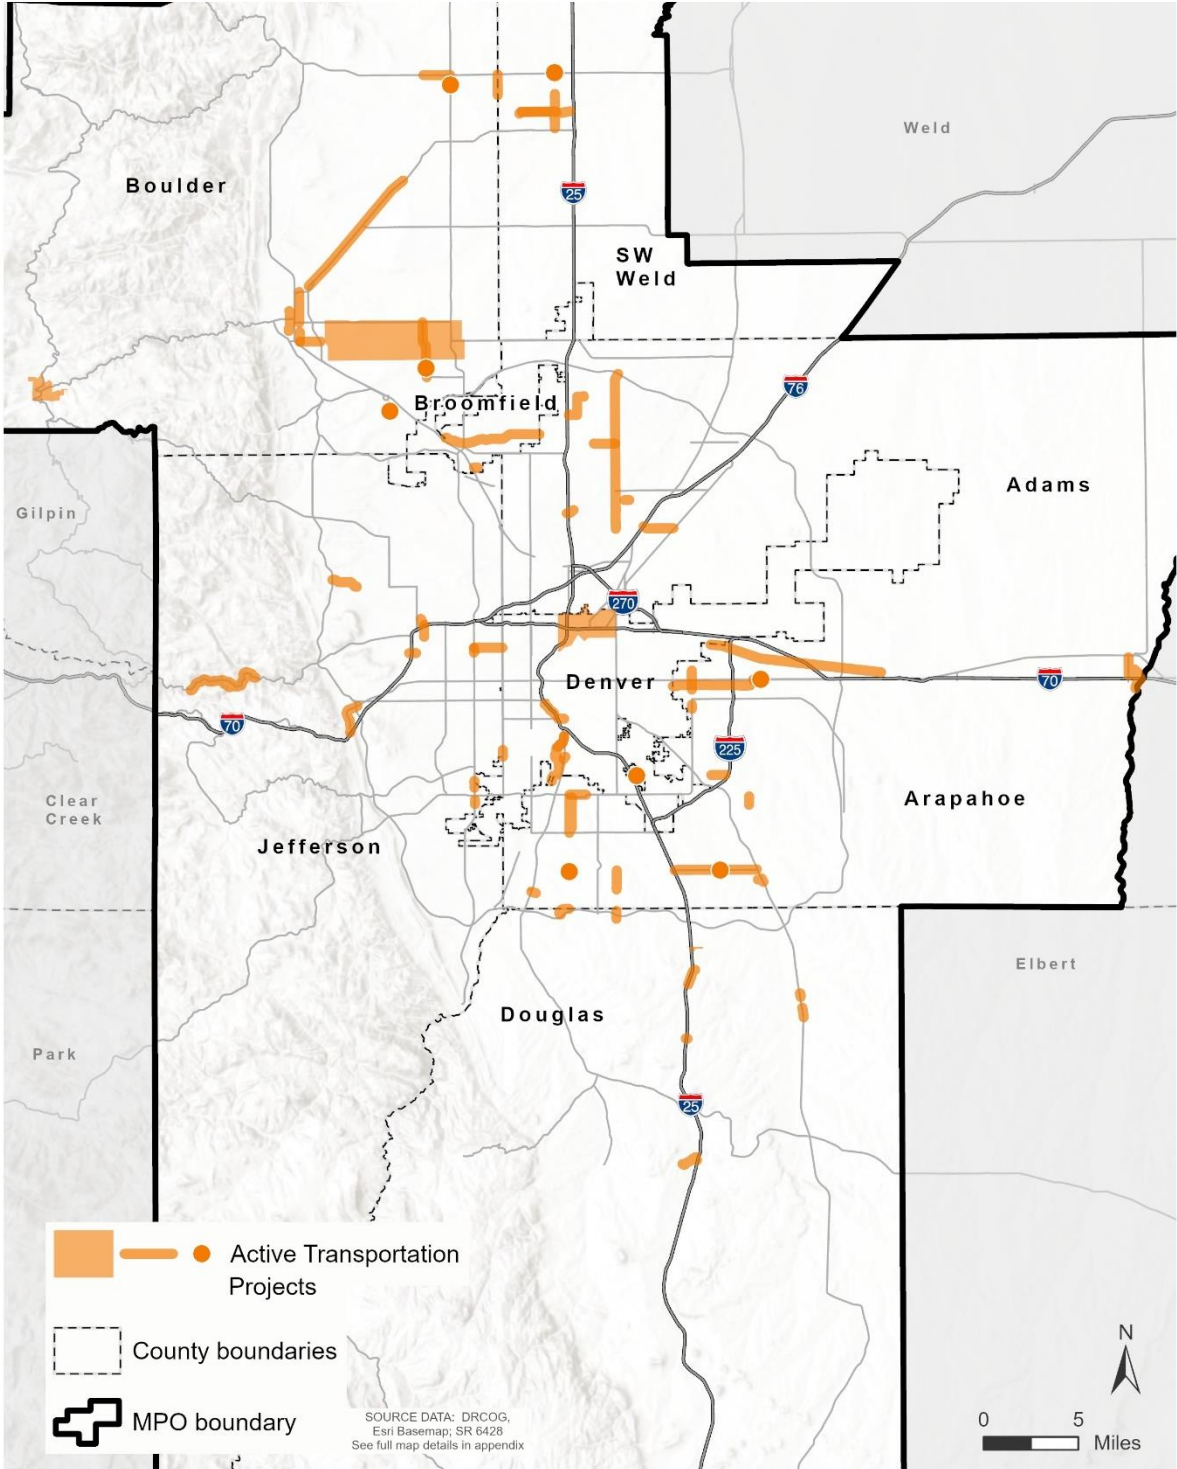 Weld
Boulder
25
SW
Weld
76
Broomfield
Adams
Gilpin
270
Denver
70
70
225
Clear
Creek
Arapahoe
Jefferson
Elbert
Douglas
Park
25
Active Transportation
Projects
County boundaries
MPO boundary
SOURCE DATA: DRCOG,
Esri Basemap; SR 6428
See full map details in appendix
N
0 5
Miles